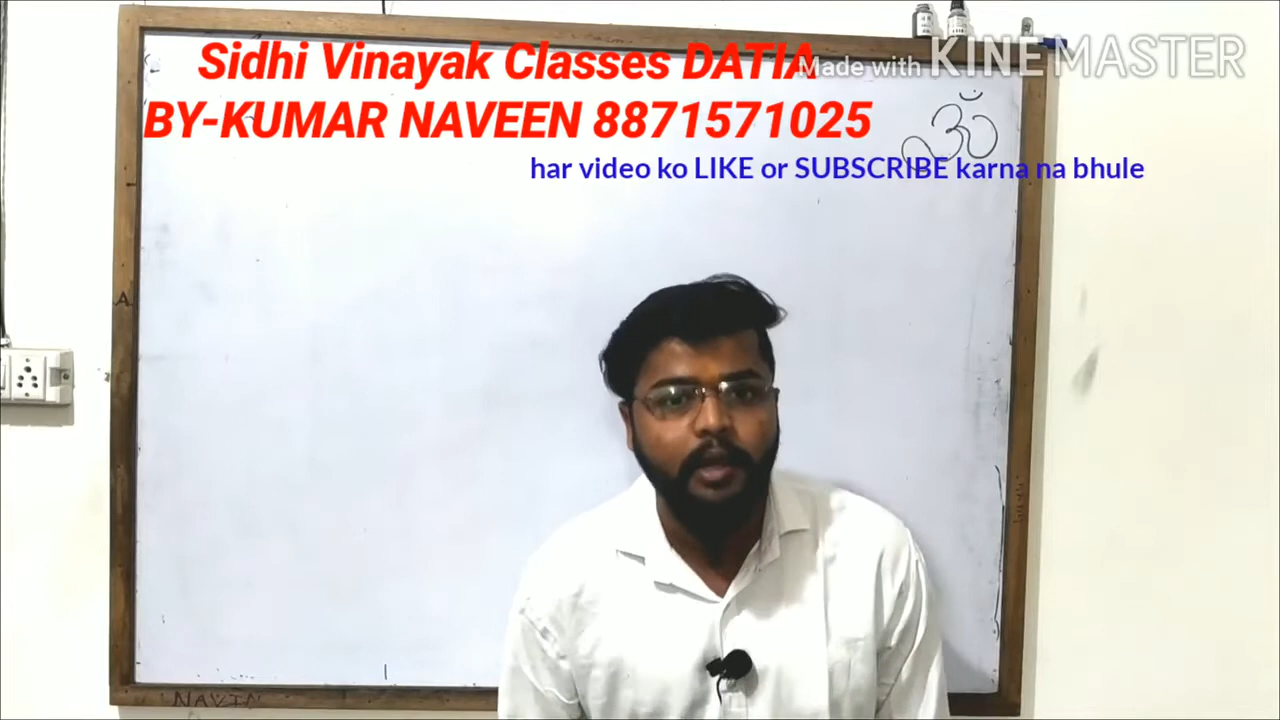 Sidhi Vinayak Classes DATIA
Made with KINEMASTER
BY-KUMAR NAVEEN 8871571025
ॐ
har video ko LIKE or SUBSCRIBE karna na bhule
A
NAVIN